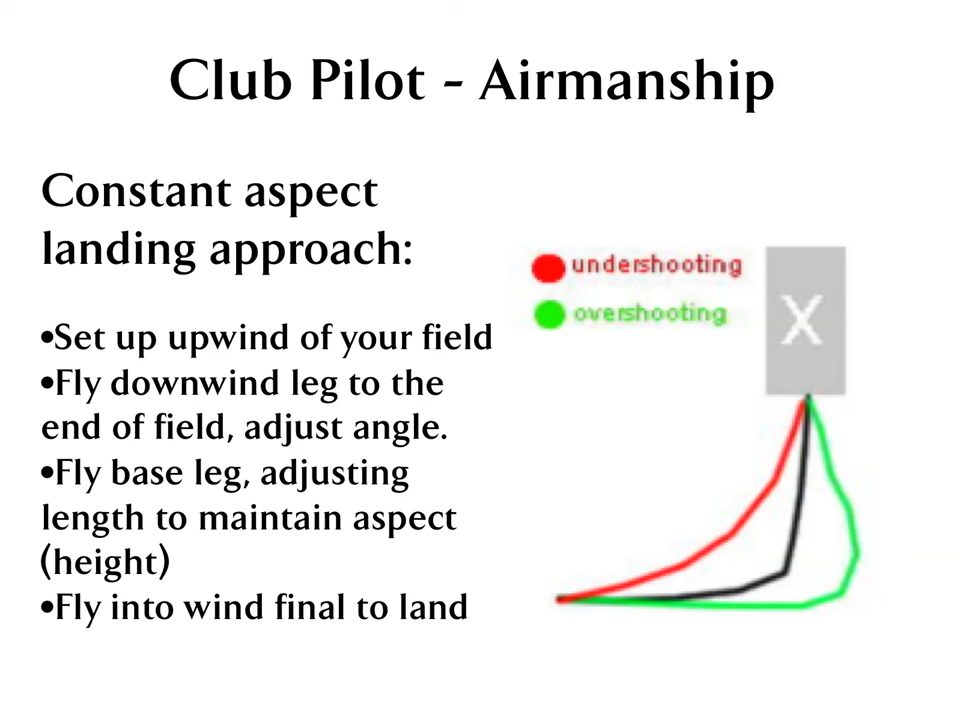 Club Pilot - Airmanship
Constant aspect
landing approach:
•Set up upwind of your field
•Fly downwind leg to the
end of field, adjust angle.
•Fly base leg, adjusting
length to maintain aspect
(height)
•Fly into wind final to land
undershooting
overshooting
X